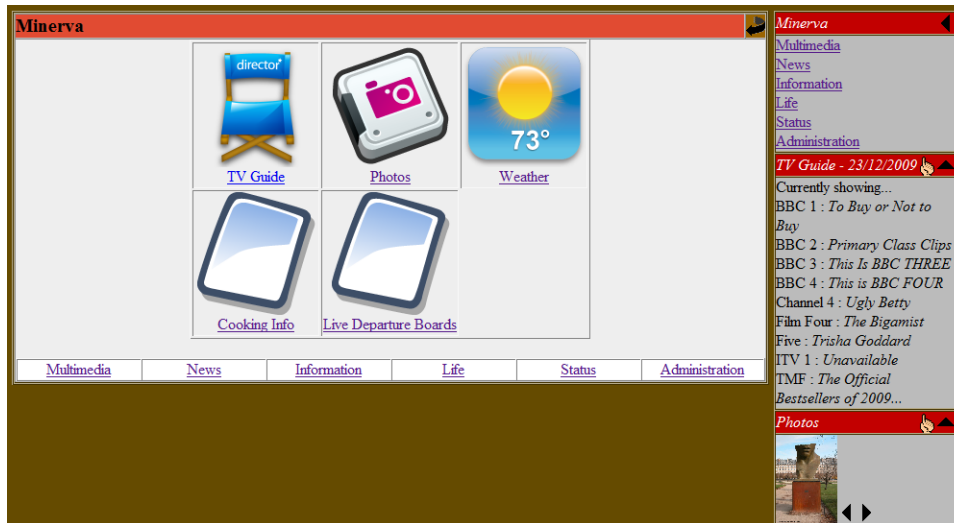 Minerva
director
73°
TV Guide
Photos
Weather
Cooking Info
Live Departure Boards
Multimedia
News
Information
Life
Status
Administration
Minerva
Multimedia
News
Information
Life
Status
Administration
TV Guide - 23/12/2009
Currently showing...
BBC 1 : To Buy or Not to
Buy
BBC 2 : Primary Class Clips
BBC 3 : This Is BBC THREE
BBC 4 : This is BBC FOUR
Channel 4 : Ugly Betty
Film Four : The Bigamist
Five : Trisha Goddard
ITV 1 : Unavailable
TMF : The Official
Bestsellers of 2009...
Photos